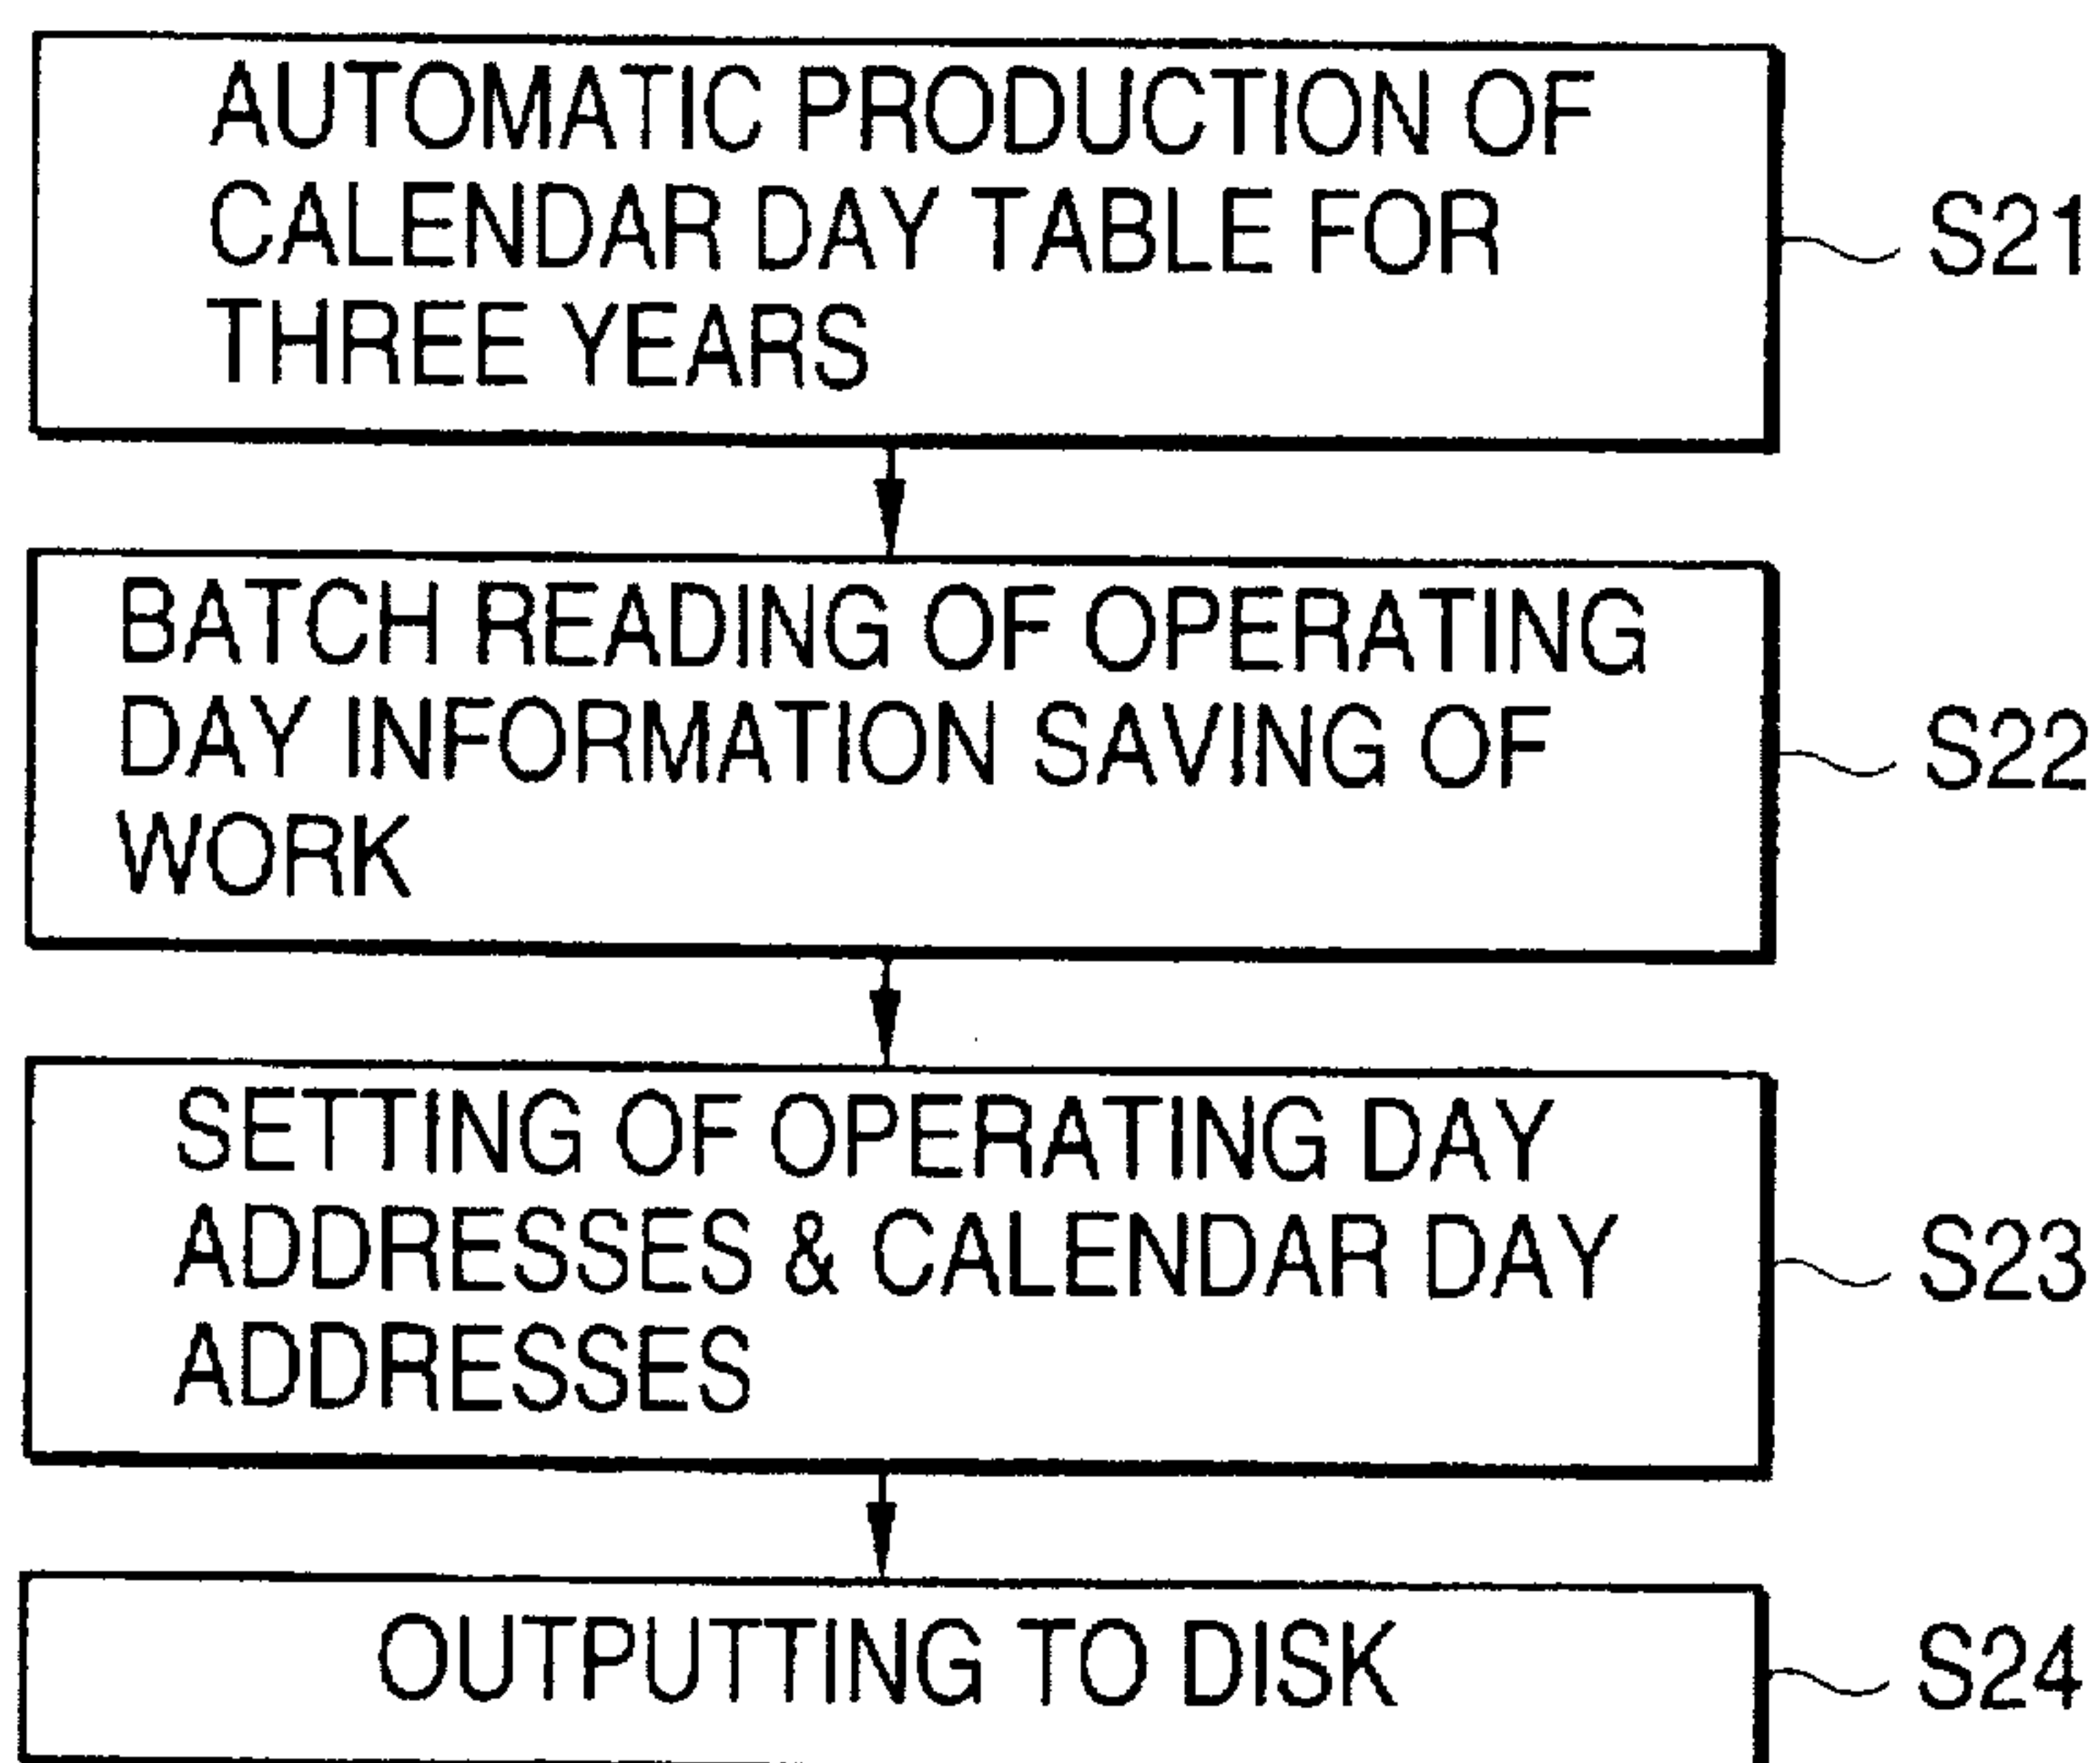 AUTOMATIC PRODUCTION OF
CALENDAR DAY TABLE FOR
THREE YEARS
S21
BATCH READING OF OPERATING
DAY INFORMATION SAVING OF
WORK
S22
SETTING OF OPERATING DAY
ADDRESSES & CALENDAR DAY
ADDRESSES
S23
OUTPUTTING TO DISK
S24